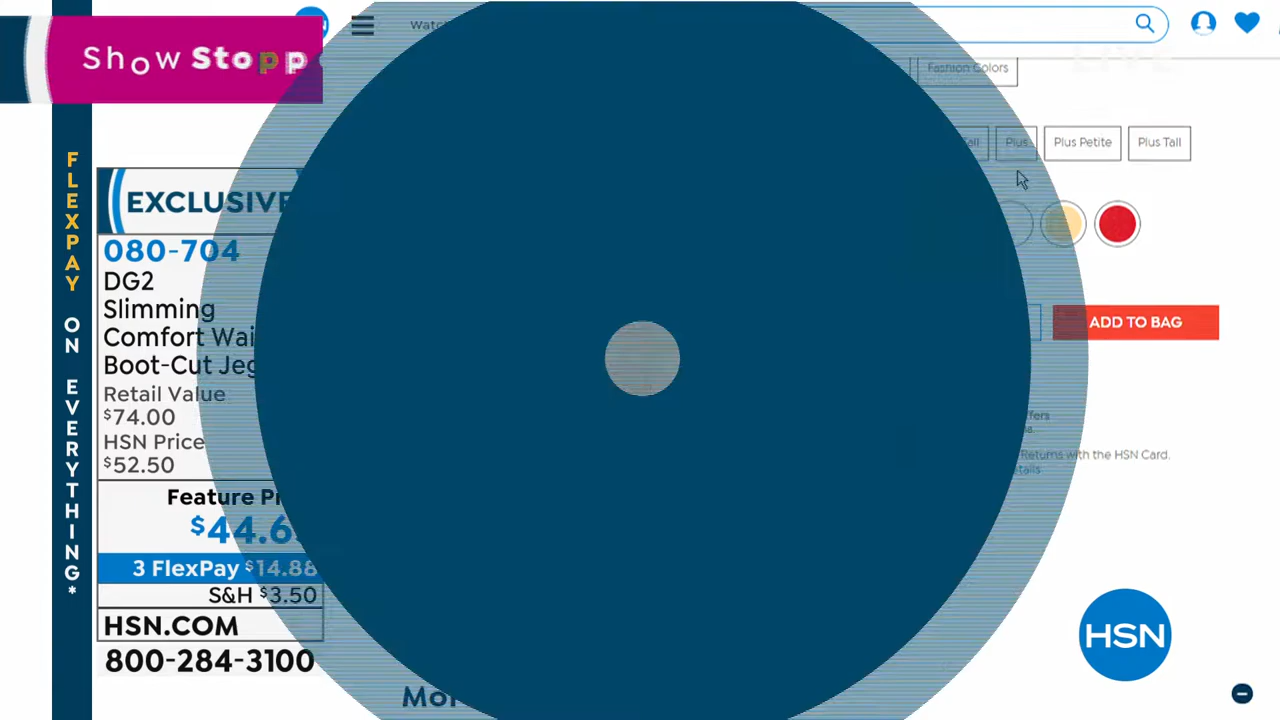 Show Stopp
Fashion Colors
Plus
Plus Petite
Plus Tall
ADD TO BAG
Returns with the HSN Card.
FLEXPAY ON EVERYTHING*
EXCLUSIVE
080-704
DG2
Slimming
Comfort Wai
Boot-Cut Jeg
Retail Value
$74.00
HSN Price
$52.50
Feature Pr
$44.6
3 FlexPay $14.88
S&H $3.50
HSN.COM
800-284-3100
HSN